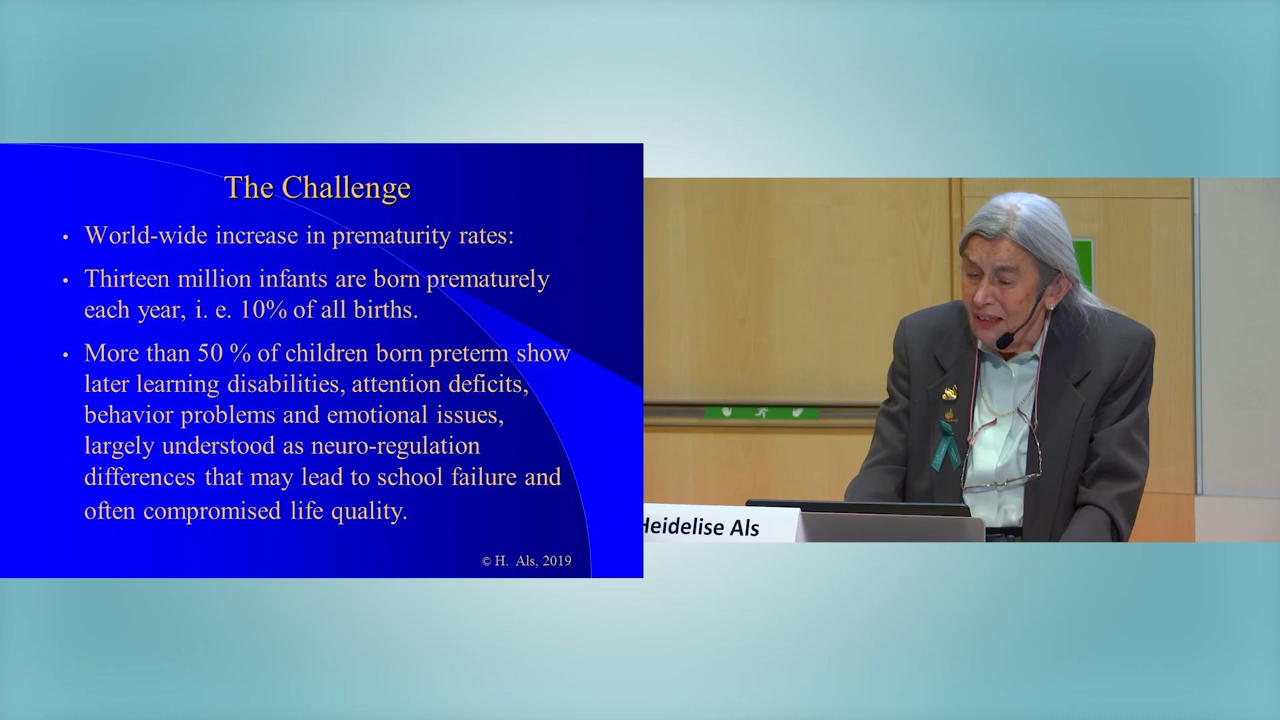 The Challenge
• World-wide increase in prematurity rates:
• Thirteen million infants are born prematurely
each year, i. e. 10% of all births.
• More than 50 % of children born preterm show
later learning disabilities, attention deficits,
behavior problems and emotional issues,
largely understood as neuro-regulation
differences that may lead to school failure and
often compromised life quality.
© H. Als, 2019
Heidelise Als